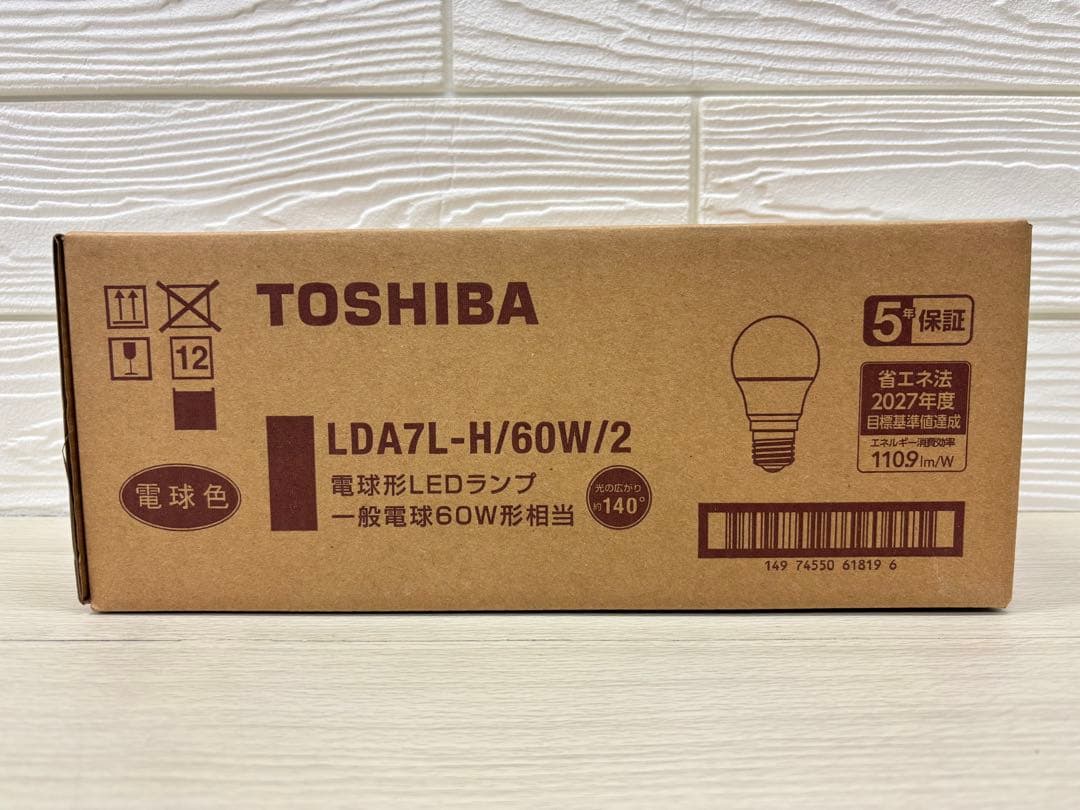 TOSHIBA
12
LDA7L-H/60W/2
電球形LEDランプ
一般電球60W形相当
電球色
光の広がり
約140°
5年保証
省エネ法
2027年度
目標基準値達成
エネルギー消費効率
110.9lm/W
149 74550 61819 6